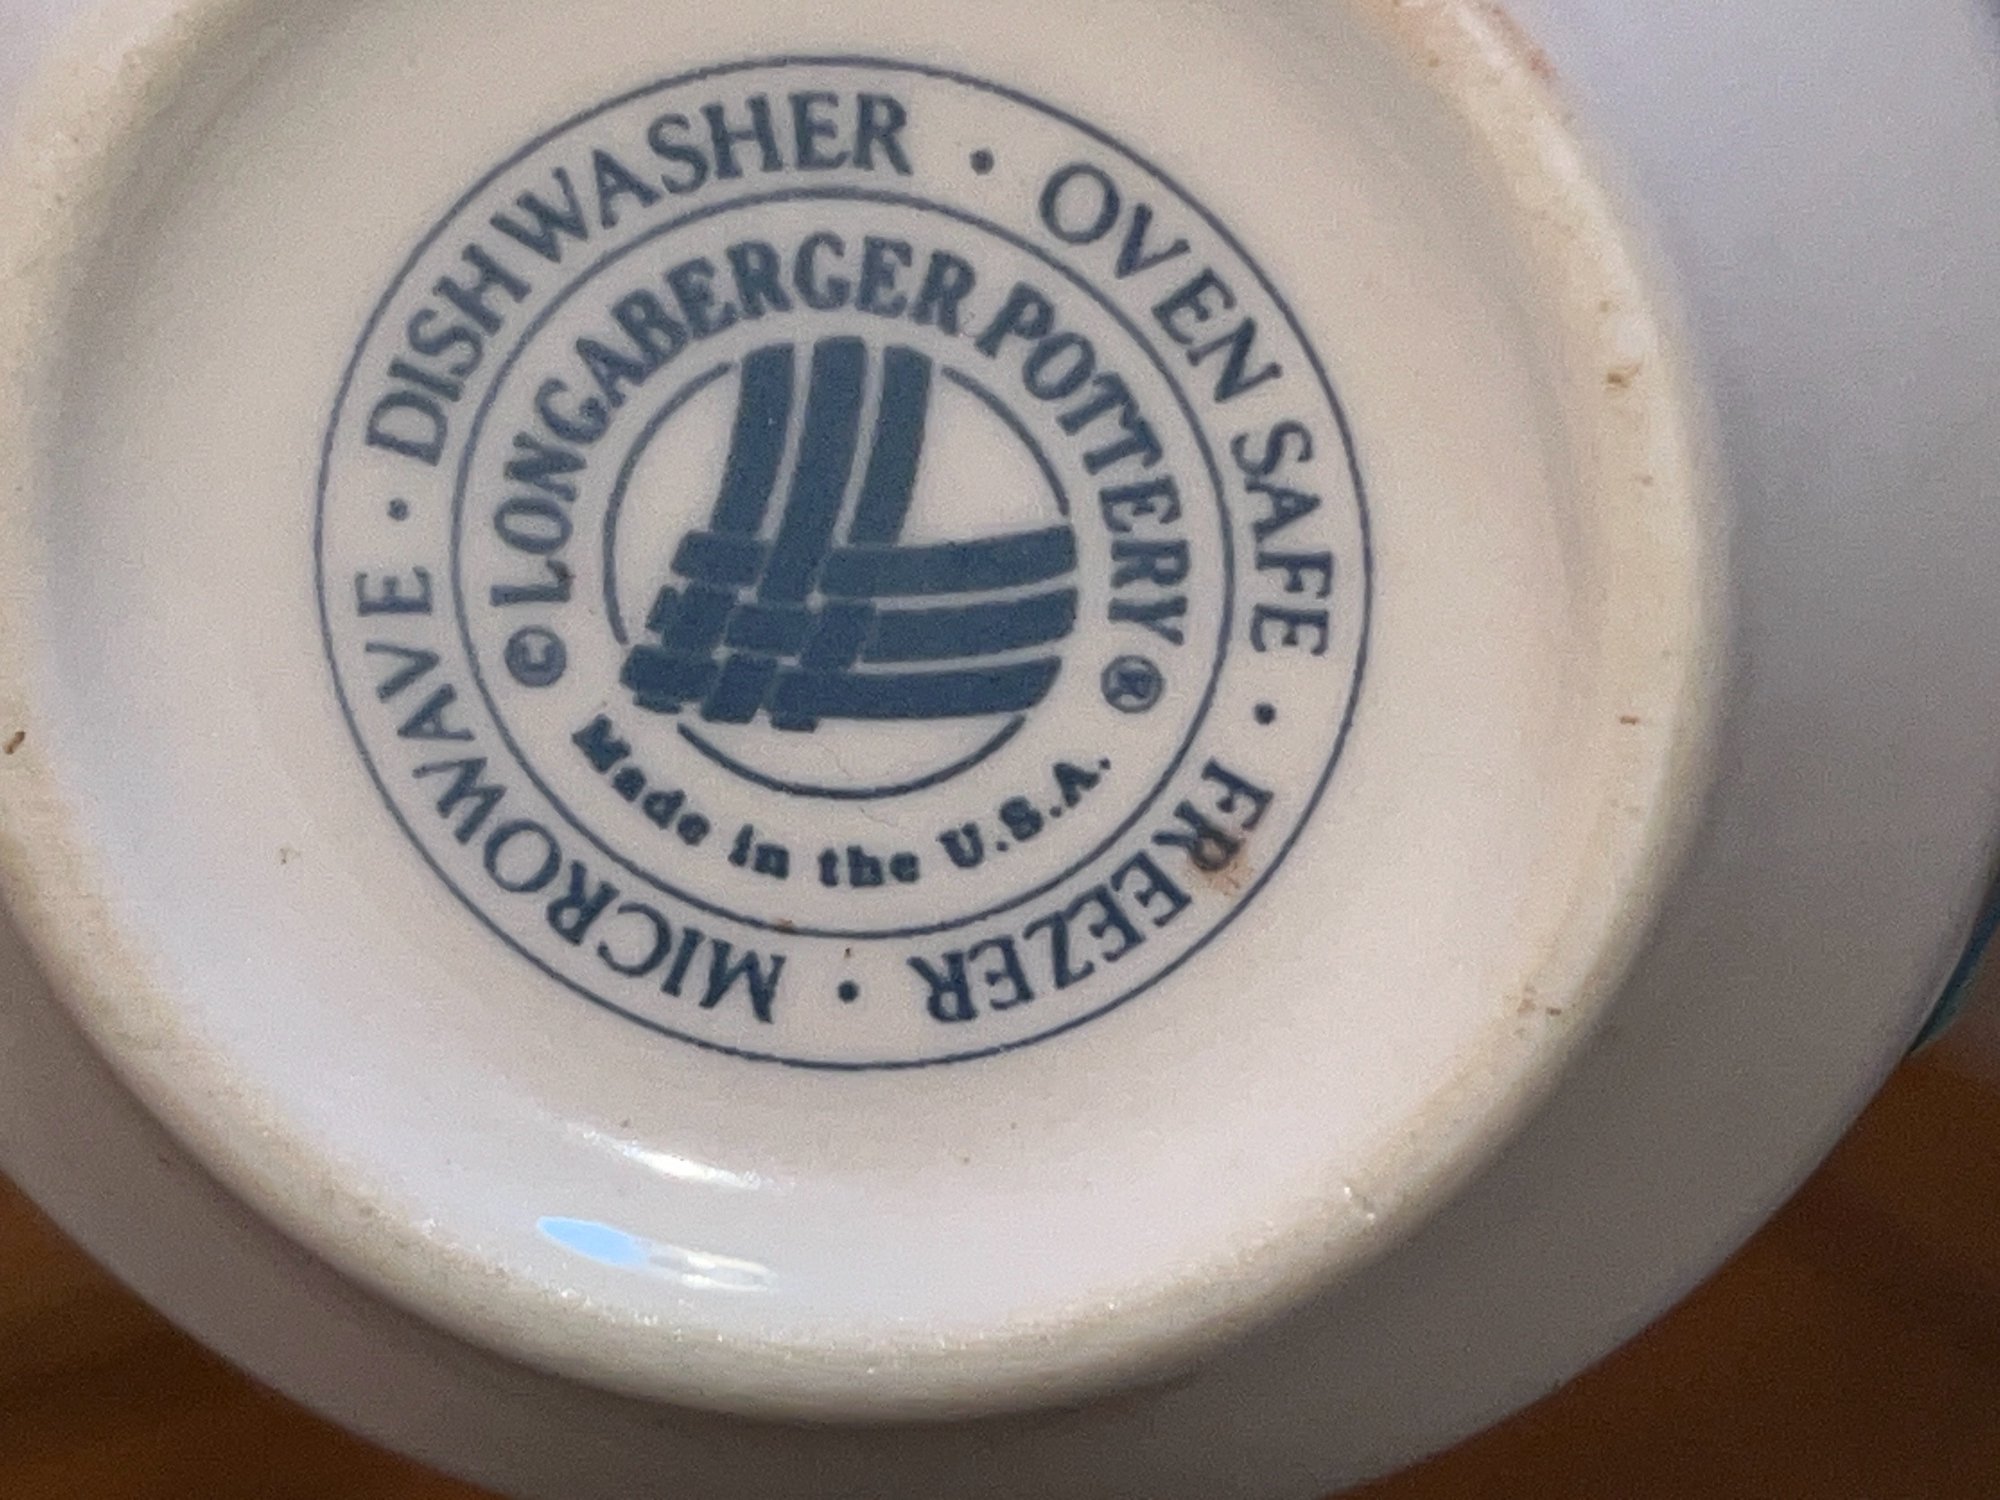 MICROWAVE • DISHWASHER • OVEN SAFE • FREEZER •
© LONGABERGER POTTERY ®
Made in the U.S.A.